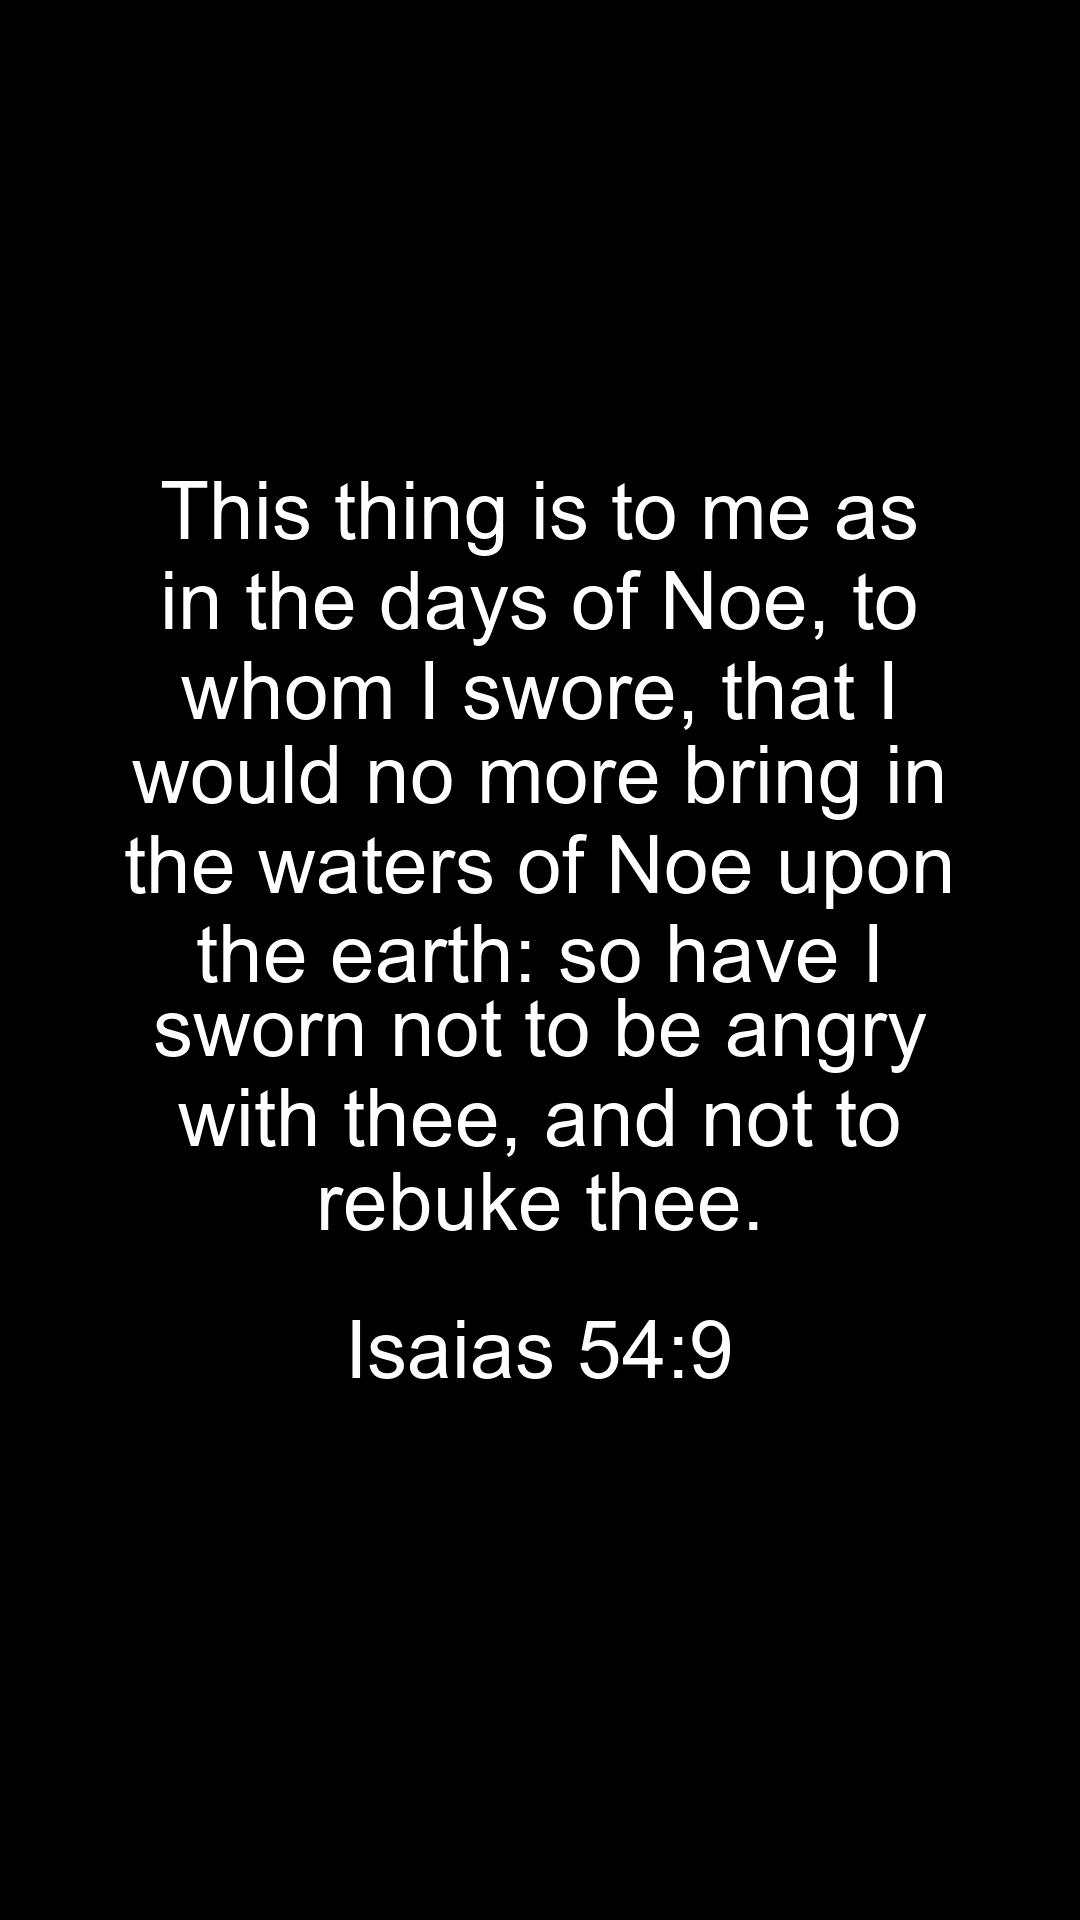 This thing is to me as
in the days of Noe, to
whom I swore, that I
would no more bring in
the waters of Noe upon
the earth: so have I
sworn not to be angry
with thee, and not to
rebuke thee.
Isaias 54:9